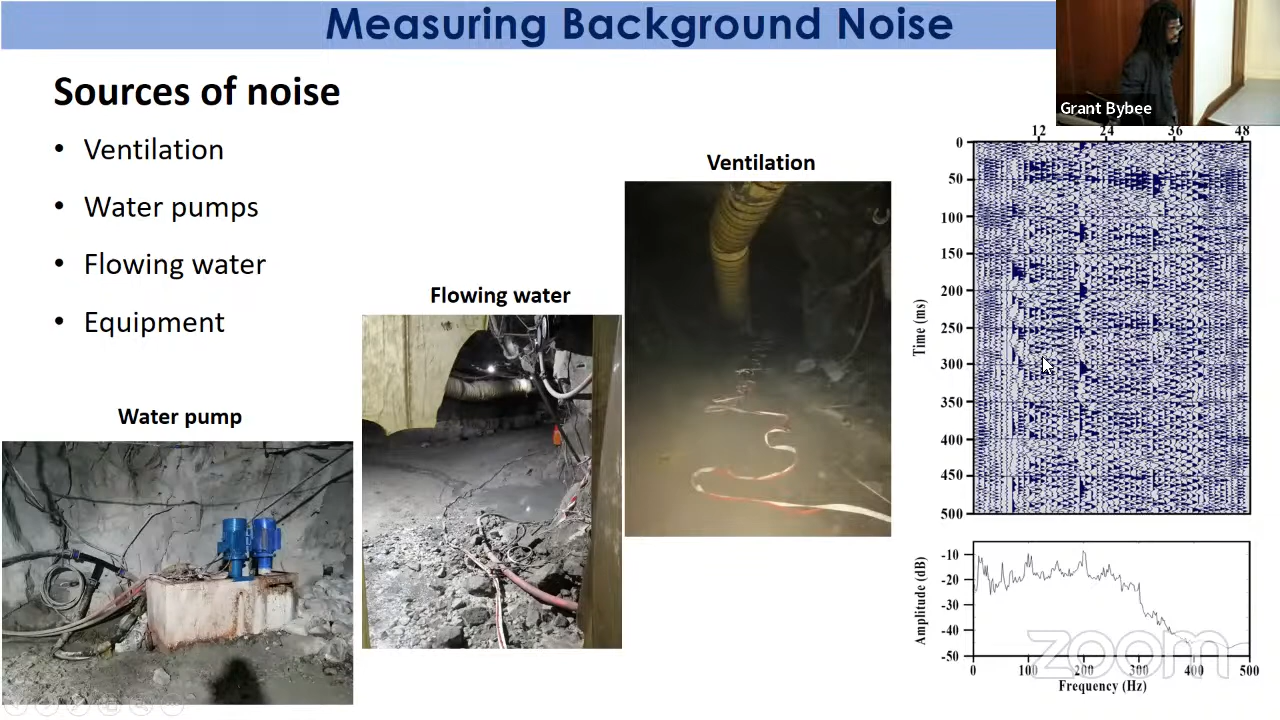 Measuring Background Noise
Grant Bybee
Sources of noise
• Ventilation
• Water pumps
• Flowing water
• Equipment
Water pump
Flowing water
Ventilation
12 24 36 48
0
50
100
150
200
250
300
350
400
450
500
Time (ms)
-10
-20
-30
-40
-50
Amplitude (dB)
0 100 200 300 400 500
Frequency (Hz)
zoom